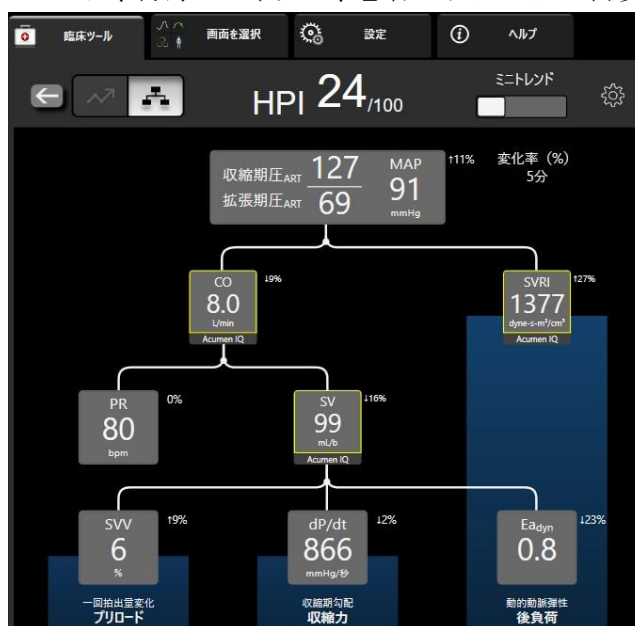 臨床ツール
画面を選択
設定
ヘルプ
HPI 24/100
ミニトレンド
収縮期圧ART 127
拡張期圧ART 69
MAP
91
mmHg
↑11%
変化率（%）
5分
CO
8.0
L/min
Acumen IQ
↓9%
SVRI
1377
dyne-s-m²/cm⁵
Acumen IQ
↑27%
PR
80
bpm
0%
SV
99
mL/b
Acumen IQ
↓16%
SVV
6
%
↑9%
dP/dt
866
mmHg/秒
↓2%
Eadyn
0.8
↓23%
一回拍出量変化
プリロード
収縮期勾配
収縮力
動的動脈弾性
後負荷